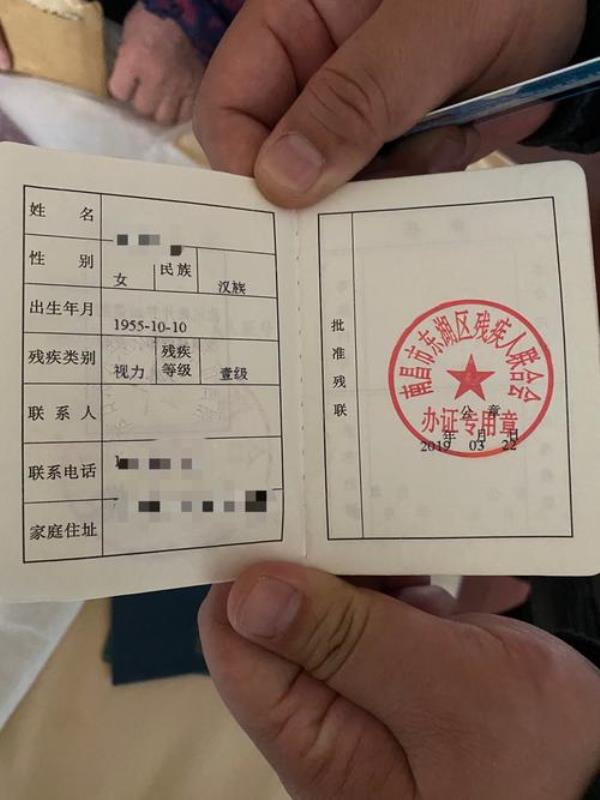 姓 名
性 别 女 民族 汉族
出生年月 1955-10-10
残疾类别 视力 残疾等级 壹级
联系人
联系电话 1
家庭住址
批准残联
南昌市东湖区残疾人联合会
公 章
办证专用章
年 月 日
2019 03 22